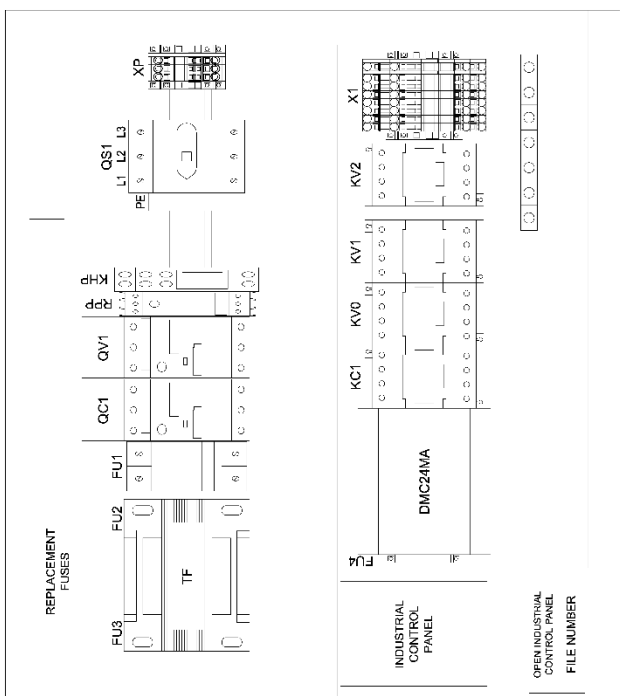 XP
L3
L2
L1
QS1
PE
KHP
RPP
QV1
QC1
FU1
FU2
FU3
TF
REPLACEMENT
FUSES
X1
KV2
KV1
KV0
KC1
DMC24MA
FU4
INDUSTRIAL
CONTROL
PANEL
OPEN INDUSTRIAL
CONTROL PANEL
FILE NUMBER